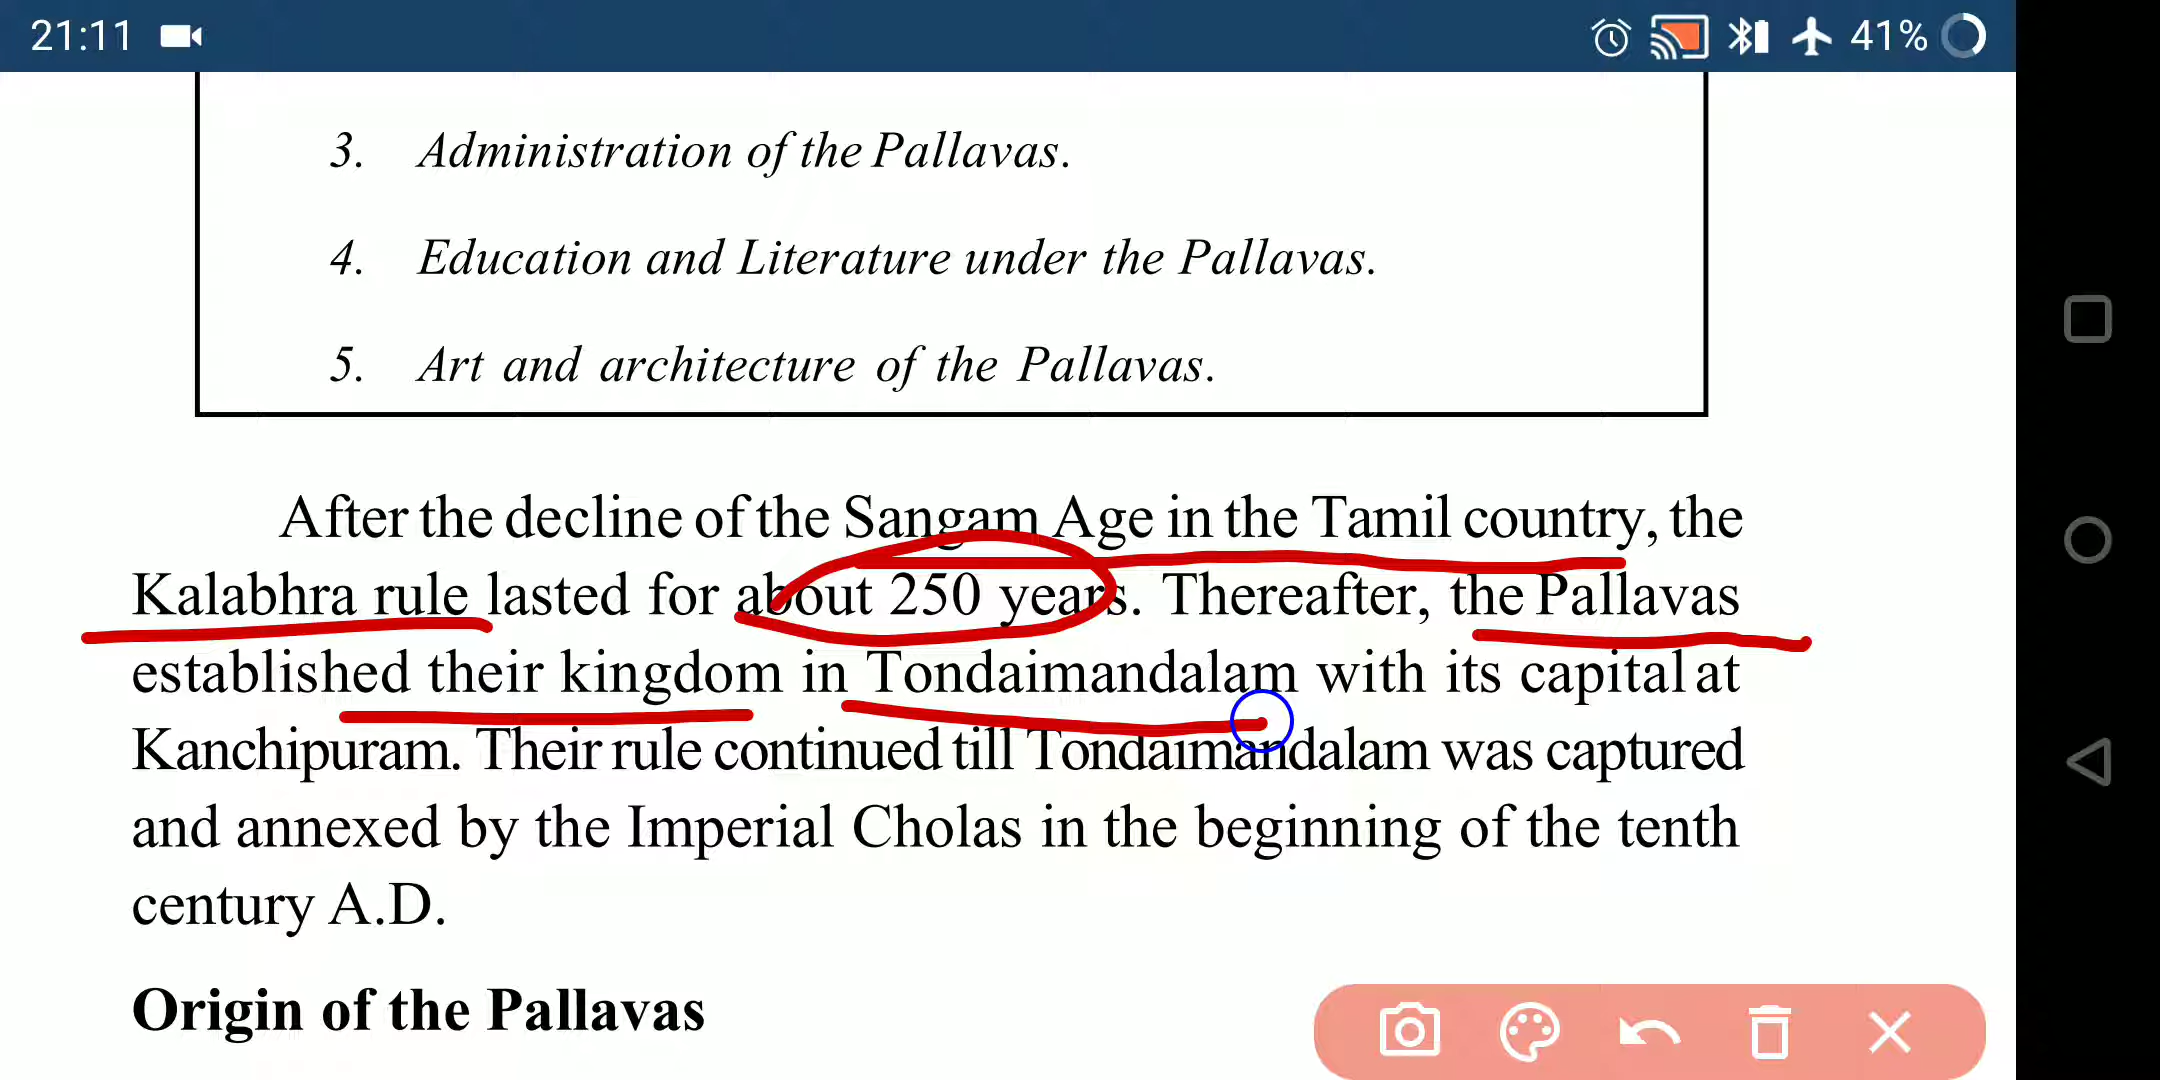 21:11 41%
3. Administration of the Pallavas.
4. Education and Literature under the Pallavas.
5. Art and architecture of the Pallavas.
After the decline of the Sangam Age in the Tamil country, the
Kalabhra rule lasted for about 250 years. Thereafter, the Pallavas
established their kingdom in Tondaimandalam with its capital at
Kanchipuram. Their rule continued till Tondaimandalam was captured
and annexed by the Imperial Cholas in the beginning of the tenth
century A.D.
Origin of the Pallavas